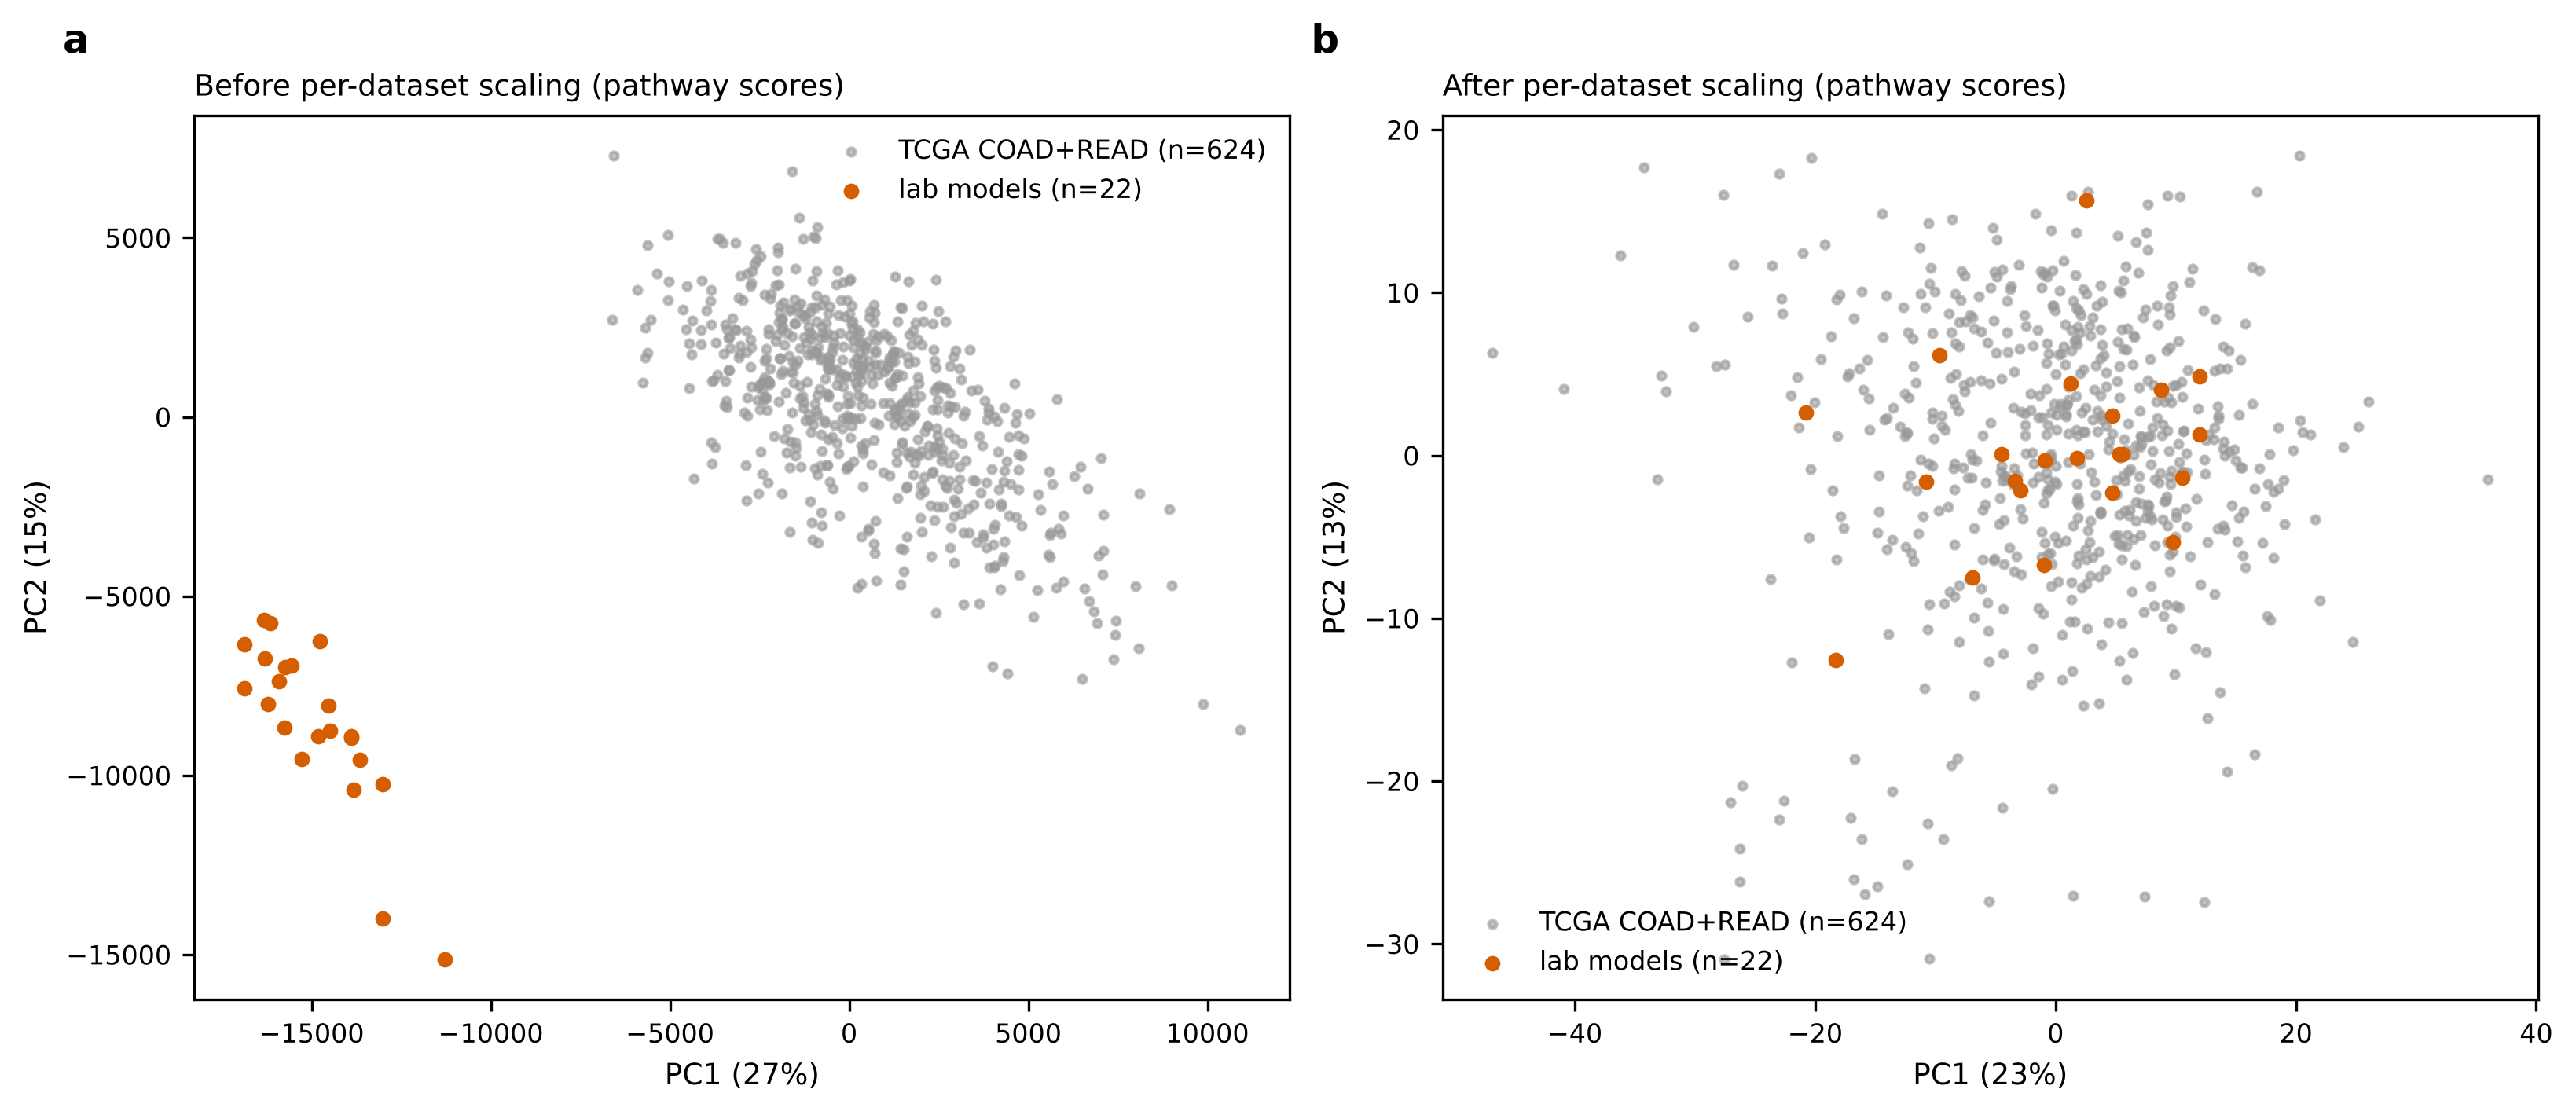 a
Before per-dataset scaling (pathway scores)
TCGA COAD+READ (n=624)
lab models (n=22)
5000
0
−5000
−10000
−15000
PC2 (15%)
−15000
−10000
−5000
0
5000
10000
PC1 (27%)
b
After per-dataset scaling (pathway scores)
20
10
0
−10
−20
−30
PC2 (13%)
TCGA COAD+READ (n=624)
lab models (n=22)
−40
−20
0
20
40
PC1 (23%)